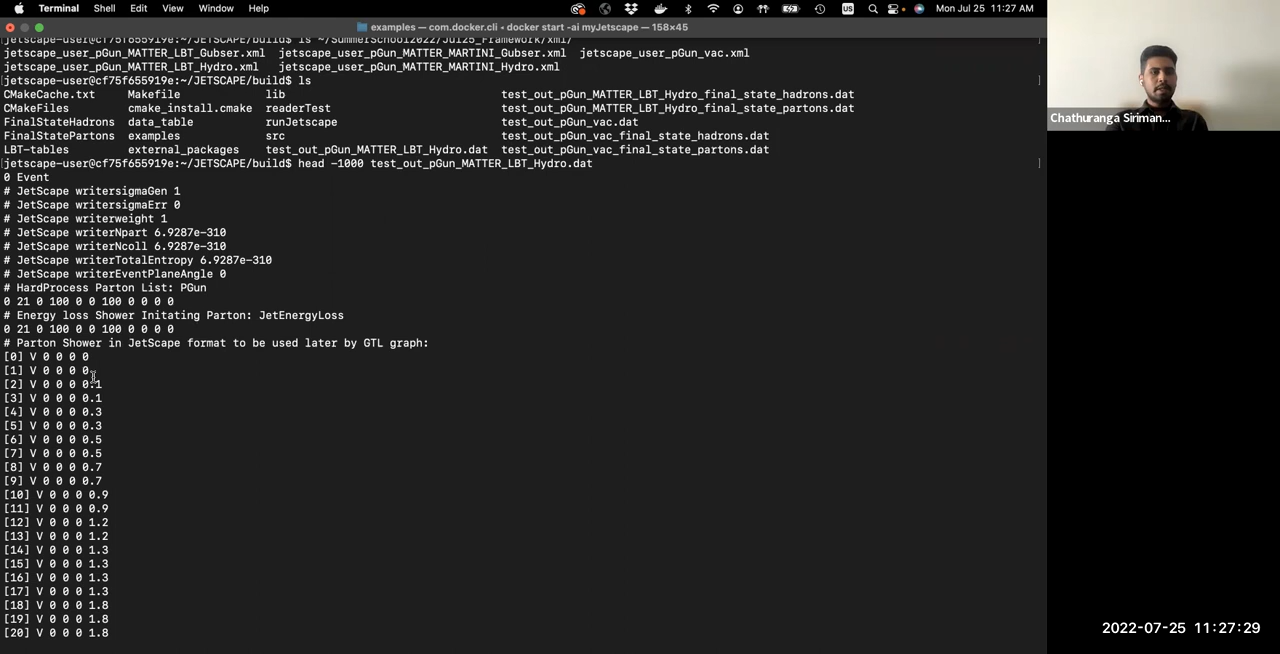 Terminal Shell Edit View Window Help US Mon Jul 25 11:27 AM
examples — com.docker.cli • docker start -ai myJetscape — 158×45
jetscape-user@cf75f655919e:~/JETSCAPE/build$ ls ~/SummerSchool2022/Jul25_Framework/xml/
jetscape_user_pGun_MATTER_LBT_Gubser.xml jetscape_user_pGun_MATTER_MARTINI_Gubser.xml jetscape_user_pGun_vac.xml
jetscape_user_pGun_MATTER_LBT_Hydro.xml jetscape_user_pGun_MATTER_MARTINI_Hydro.xml
[jetscape-user@cf75f655919e:~/JETSCAPE/build$ ls ]
CMakeCache.txt Makefile lib test_out_pGun_MATTER_LBT_Hydro_final_state_hadrons.dat
CMakeFiles cmake_install.cmake readerTest test_out_pGun_MATTER_LBT_Hydro_final_state_partons.dat
FinalStateHadrons data_table runJetscape test_out_pGun_vac.dat
FinalStatePartons examples src test_out_pGun_vac_final_state_hadrons.dat
LBT-tables external_packages test_out_pGun_MATTER_LBT_Hydro.dat test_out_pGun_vac_final_state_partons.dat
[jetscape-user@cf75f655919e:~/JETSCAPE/build$ head -1000 test_out_pGun_MATTER_LBT_Hydro.dat ]
0 Event
# JetScape writersigmaGen 1
# JetScape writersigmaErr 0
# JetScape writerweight 1
# JetScape writerNpart 6.9287e-310
# JetScape writerNcoll 6.9287e-310
# JetScape writerTotalEntropy 6.9287e-310
# JetScape writerEventPlaneAngle 0
# HardProcess Parton List: PGun
0 21 0 100 0 0 100 0 0 0 0
# Energy loss Shower Initating Parton: JetEnergyLoss
0 21 0 100 0 0 100 0 0 0 0
# Parton Shower in JetScape format to be used later by GTL graph:
[0] V 0 0 0 0
[1] V 0 0 0 0
[2] V 0 0 0 0.1
[3] V 0 0 0 0.1
[4] V 0 0 0 0.3
[5] V 0 0 0 0.3
[6] V 0 0 0 0.5
[7] V 0 0 0 0.5
[8] V 0 0 0 0.7
[9] V 0 0 0 0.7
[10] V 0 0 0 0.9
[11] V 0 0 0 0.9
[12] V 0 0 0 1.2
[13] V 0 0 0 1.2
[14] V 0 0 0 1.3
[15] V 0 0 0 1.3
[16] V 0 0 0 1.3
[17] V 0 0 0 1.3
[18] V 0 0 0 1.8
[19] V 0 0 0 1.8
[20] V 0 0 0 1.8
Chathuranga Siriman...
2022-07-25 11:27:29